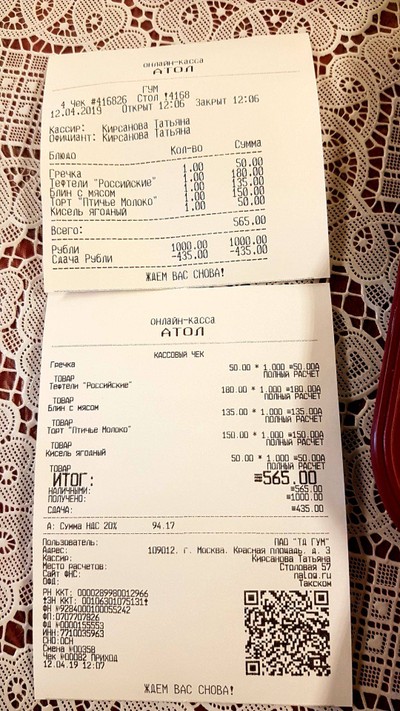 онлайн-касса
АТОЛ
ГУМ
4 Чек #416826 Стол !4168
12.04.2019 Открыт 12:06 Закрыт 12:06
Кассир: Кирсанова Татьяна
Официант: Кирсанова Татьяна
Блюдо Кол-во Сумма
Гречка 1.00 50.00
Тефтели "Российские" 1.00 180.00
Блин с мясом 1.00 135.00
Торт "Птичье Молоко" 1.00 150.00
Кисель ягодный 1.00 50.00
Всего: 565.00
Рубли 1000.00 1000.00
Сдача Рубли -435.00 -435.00
ЖДЕМ ВАС СНОВА!
онлайн-касса
АТОЛ
КАССОВЫЙ ЧЕК
Гречка
50.00 * 1.000 =50.00А
ТОВАР ПОЛНЫЙ РАСЧЕТ
Тефтели "Российские"
180.00 * 1.000 =180.00А
ТОВАР ПОЛНЫЙ РАСЧЕТ
Блин с мясом
135.00 * 1.000 =135.00А
ТОВАР ПОЛНЫЙ РАСЧЕТ
Торт "Птичье Молоко"
150.00 * 1.000 =150.00А
ТОВАР ПОЛНЫЙ РАСЧЕТ
Кисель ягодный
50.00 * 1.000 =50.00А
ТОВАР ПОЛНЫЙ РАСЧЕТ
ИТОГ: =565.00
НАЛИЧНЫМИ: =565.00
ПОЛУЧЕНО: =1000.00
СДАЧА: =435.00
А: Сумма НДС 20% 94.17
Пользователь: ПАО "ТД ГУМ"
Адрес: 109012, г. Москва, Красная площадь, д. 3
Кассир: Кирсанова Татьяна
Место расчетов: Столовая 57
Сайт ФНС: nalog.ru
ОФД: Такском
РН ККТ: 0000289980012966
ЗН ККТ: 00106301075131
ФН №9284000100055242
ФП:0707707826
ФД №0000155553
ИНН:7710035963
СНО:ОСН
Смена №00358
Чек №00082 ПРИХОД
12.04.19 12:07
ЖДЕМ ВАС СНОВА!